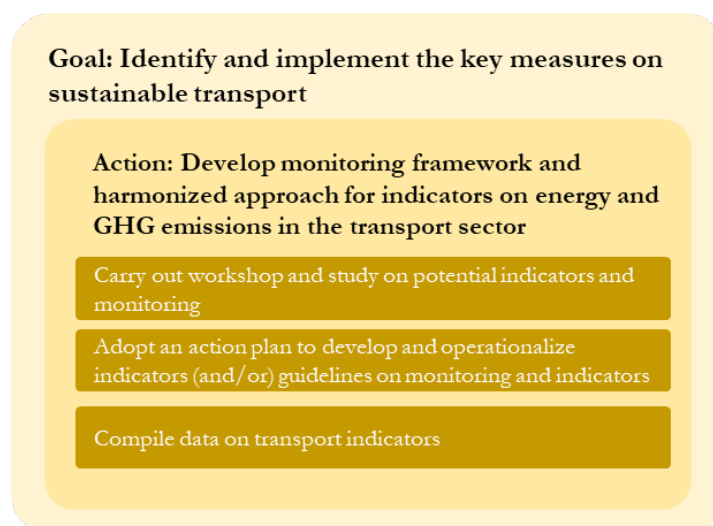 Goal: Identify and implement the key measures on
sustainable transport
Action: Develop monitoring framework and
harmonized approach for indicators on energy and
GHG emissions in the transport sector
Carry out workshop and study on potential indicators and
monitoring
Adopt an action plan to develop and operationalize
indicators (and/or) guidelines on monitoring and indicators
Compile data on transport indicators